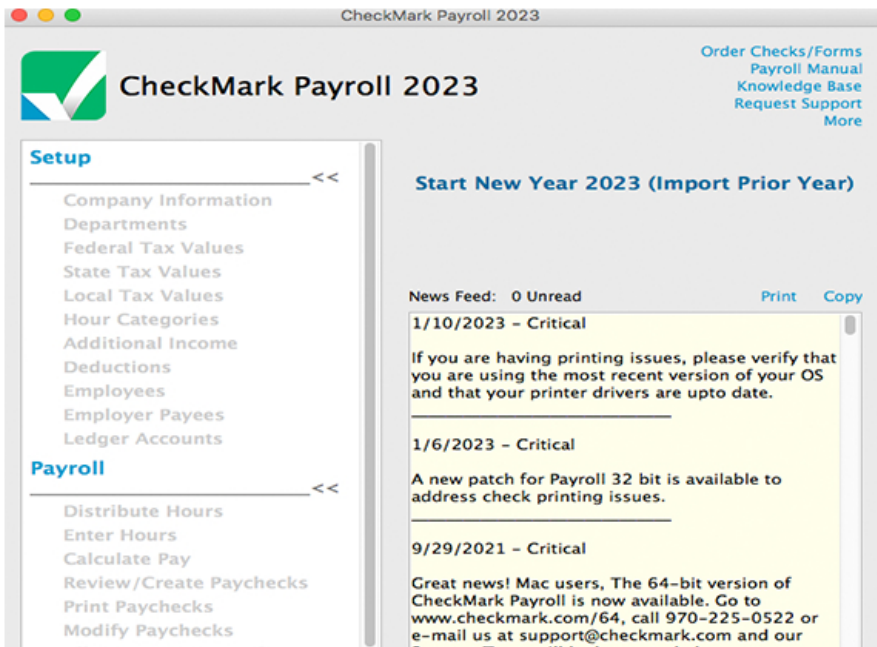 CheckMark Payroll 2023
CheckMark Payroll 2023
Order Checks/Forms
Payroll Manual
Knowledge Base
Request Support
More
Setup
<<
Company Information
Departments
Federal Tax Values
State Tax Values
Local Tax Values
Hour Categories
Additional Income
Deductions
Employees
Employer Payees
Ledger Accounts
Payroll
<<
Distribute Hours
Enter Hours
Calculate Pay
Review/Create Paychecks
Print Paychecks
Modify Paychecks
Start New Year 2023 (Import Prior Year)
News Feed: 0 Unread
Print Copy
1/10/2023 – Critical
If you are having printing issues, please verify that
you are using the most recent version of your OS
and that your printer drivers are upto date.
1/6/2023 – Critical
A new patch for Payroll 32 bit is available to
address check printing issues.
9/29/2021 – Critical
Great news! Mac users, The 64-bit version of
CheckMark Payroll is now available. Go to
www.checkmark.com/64, call 970-225-0522 or
e-mail us at support@checkmark.com and our